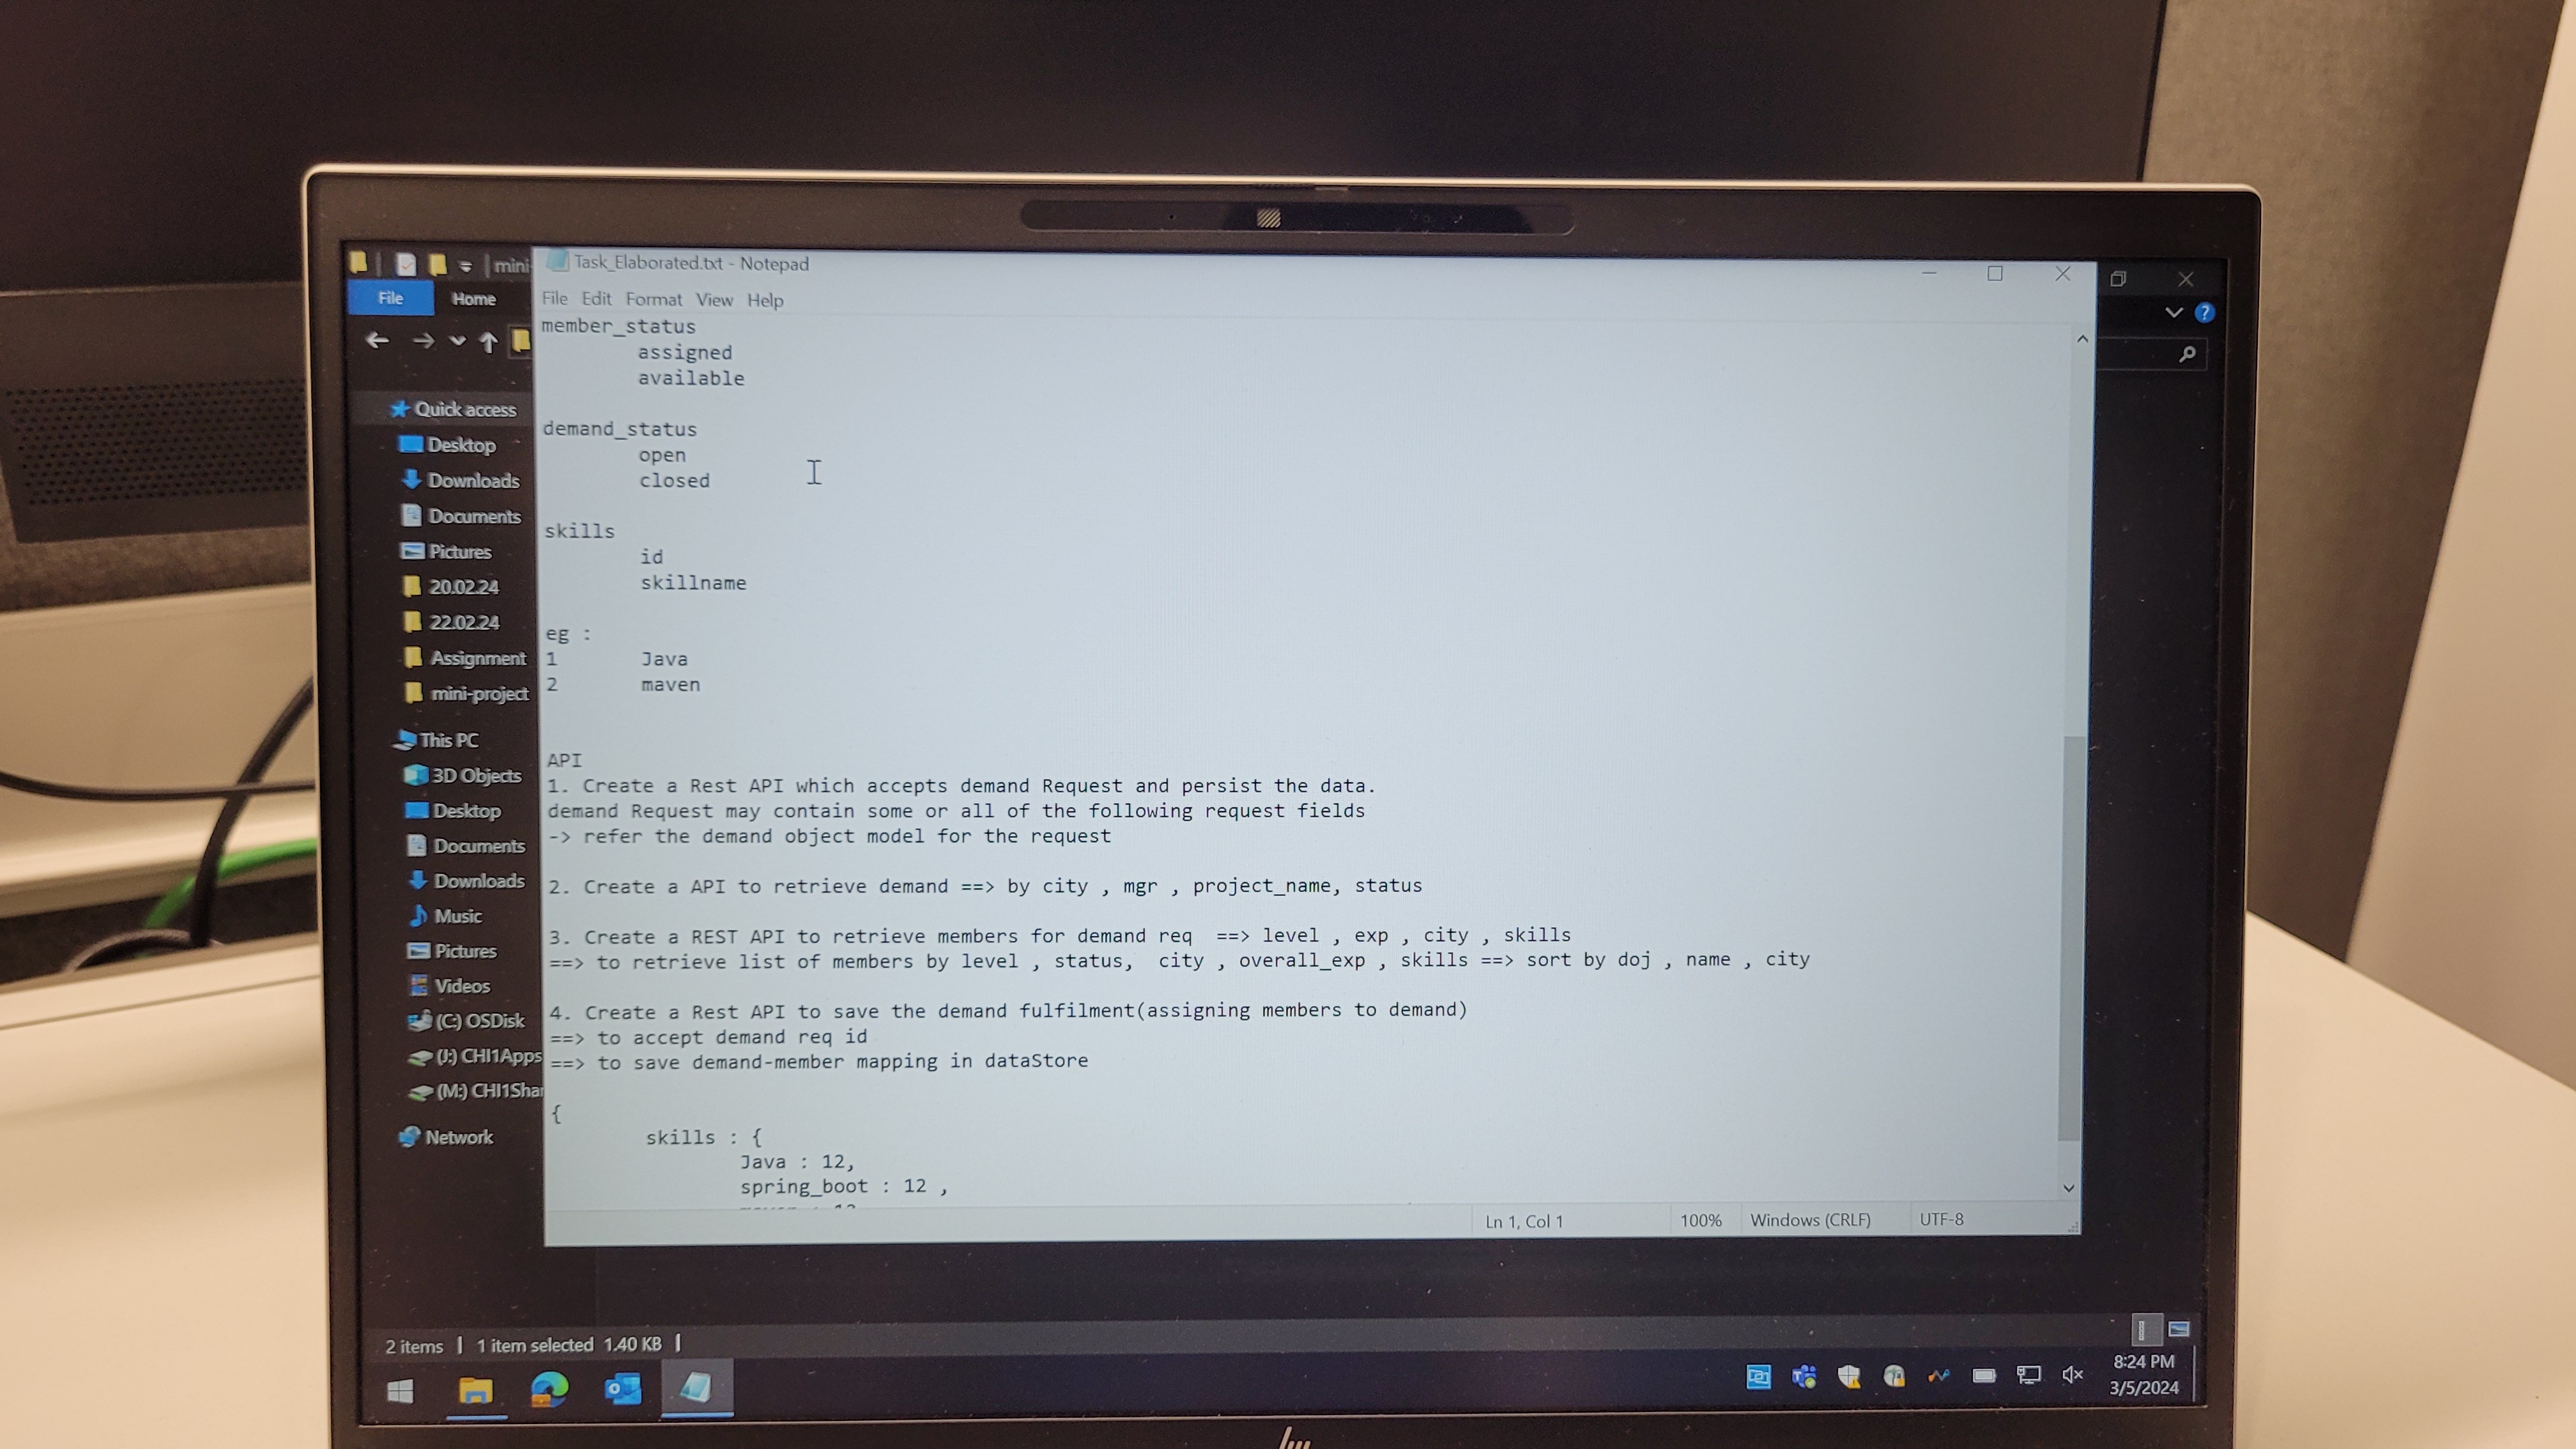 mini-
Task_Elaborated.txt - Notepad
File Home
File Edit Format View Help
member_status
assigned
available
demand_status
open
closed
skills
id
skillname
eg :
1 Java
2 maven
API
1. Create a Rest API which accepts demand Request and persist the data.
demand Request may contain some or all of the following request fields
-> refer the demand object model for the request
2. Create a API to retrieve demand ==> by city , mgr , project_name, status
3. Create a REST API to retrieve members for demand req ==> level , exp , city , skills
==> to retrieve list of members by level , status, city , overall_exp , skills ==> sort by doj , name , city
4. Create a Rest API to save the demand fulfilment(assigning members to demand)
==> to accept demand req id
==> to save demand-member mapping in dataStore
{
skills : {
Java : 12,
spring_boot : 12 ,
Ln 1, Col 1 100% Windows (CRLF) UTF-8
Quick access
Desktop
Downloads
Documents
Pictures
20.02.24
22.02.24
Assignment
mini-project
This PC
3D Objects
Desktop
Documents
Downloads
Music
Pictures
Videos
(C:) OSDisk
(J:) CHI1Apps
(M:) CHI1Shar
Network
2 items 1 item selected 1.40 KB
8:24 PM
3/5/2024
hp